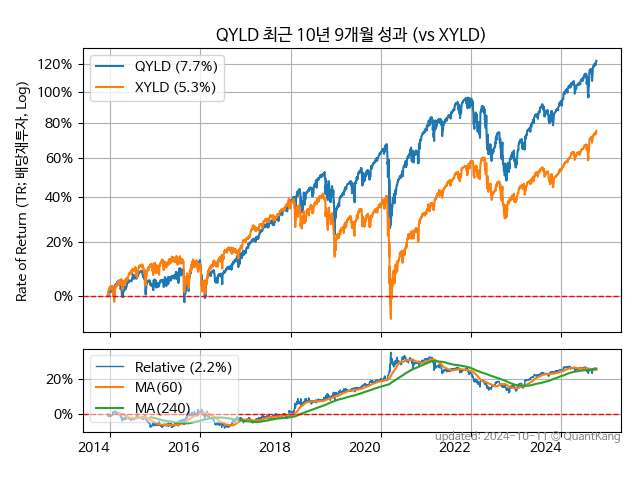 QYLD 최근 10년 9개월 성과 (vs XYLD)
Rate of Return (TR: 배당재투자, Log)
120%
100%
80%
60%
40%
20%
0%
QYLD (7.7%)
XYLD (5.3%)
20%
0%
Relative (2.2%)
MA(60)
MA(240)
2014 2016 2018 2020 2022 2024
updated: 2024-10-11 © QuantKang